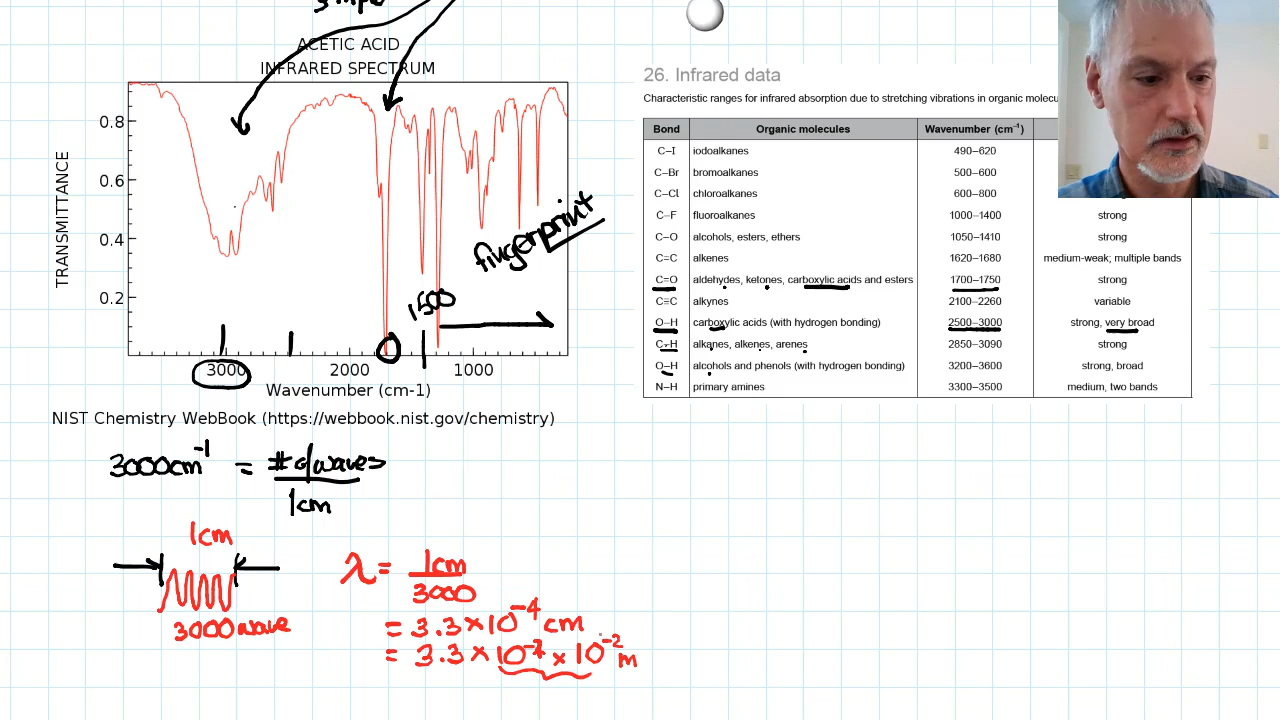 shape
ACETIC ACID
INFRARED SPECTRUM
TRANSMITTANCE
0.8
0.6
0.4
0.2
fingerprint
1500
3000
2000
1000
Wavenumber (cm-1)
NIST Chemistry WebBook (https://webbook.nist.gov/chemistry)
3000cm⁻¹ = # of waves
1cm
1cm
3000 wave
λ = 1cm
3000
= 3.3 × 10⁻⁴ cm
= 3.3 × 10 × 10⁻² m
26. Infrared data
Characteristic ranges for infrared absorption due to stretching vibrations in organic
Bond Organic molecules Wavenumber (cm⁻¹)
C–I iodoalkanes 490–620
C–Br bromoalkanes 500–600
C–Cl chloroalkanes 600–800
C–F fluoroalkanes 1000–1400 strong
C–O alcohols, esters, ethers 1050–1410 strong
C=C alkenes 1620–1680 medium-weak; multiple bands
C=O aldehydes, ketones, carboxylic acids and esters 1700–1750 strong
C≡C alkynes 2100–2260 variable
O–H carboxylic acids (with hydrogen bonding) 2500–3000 strong, very broad
C–H alkanes, alkenes, arenes 2850–3090 strong
O–H alcohols and phenols (with hydrogen bonding) 3200–3600 strong, broad
N–H primary amines 3300–3500 medium, two bands